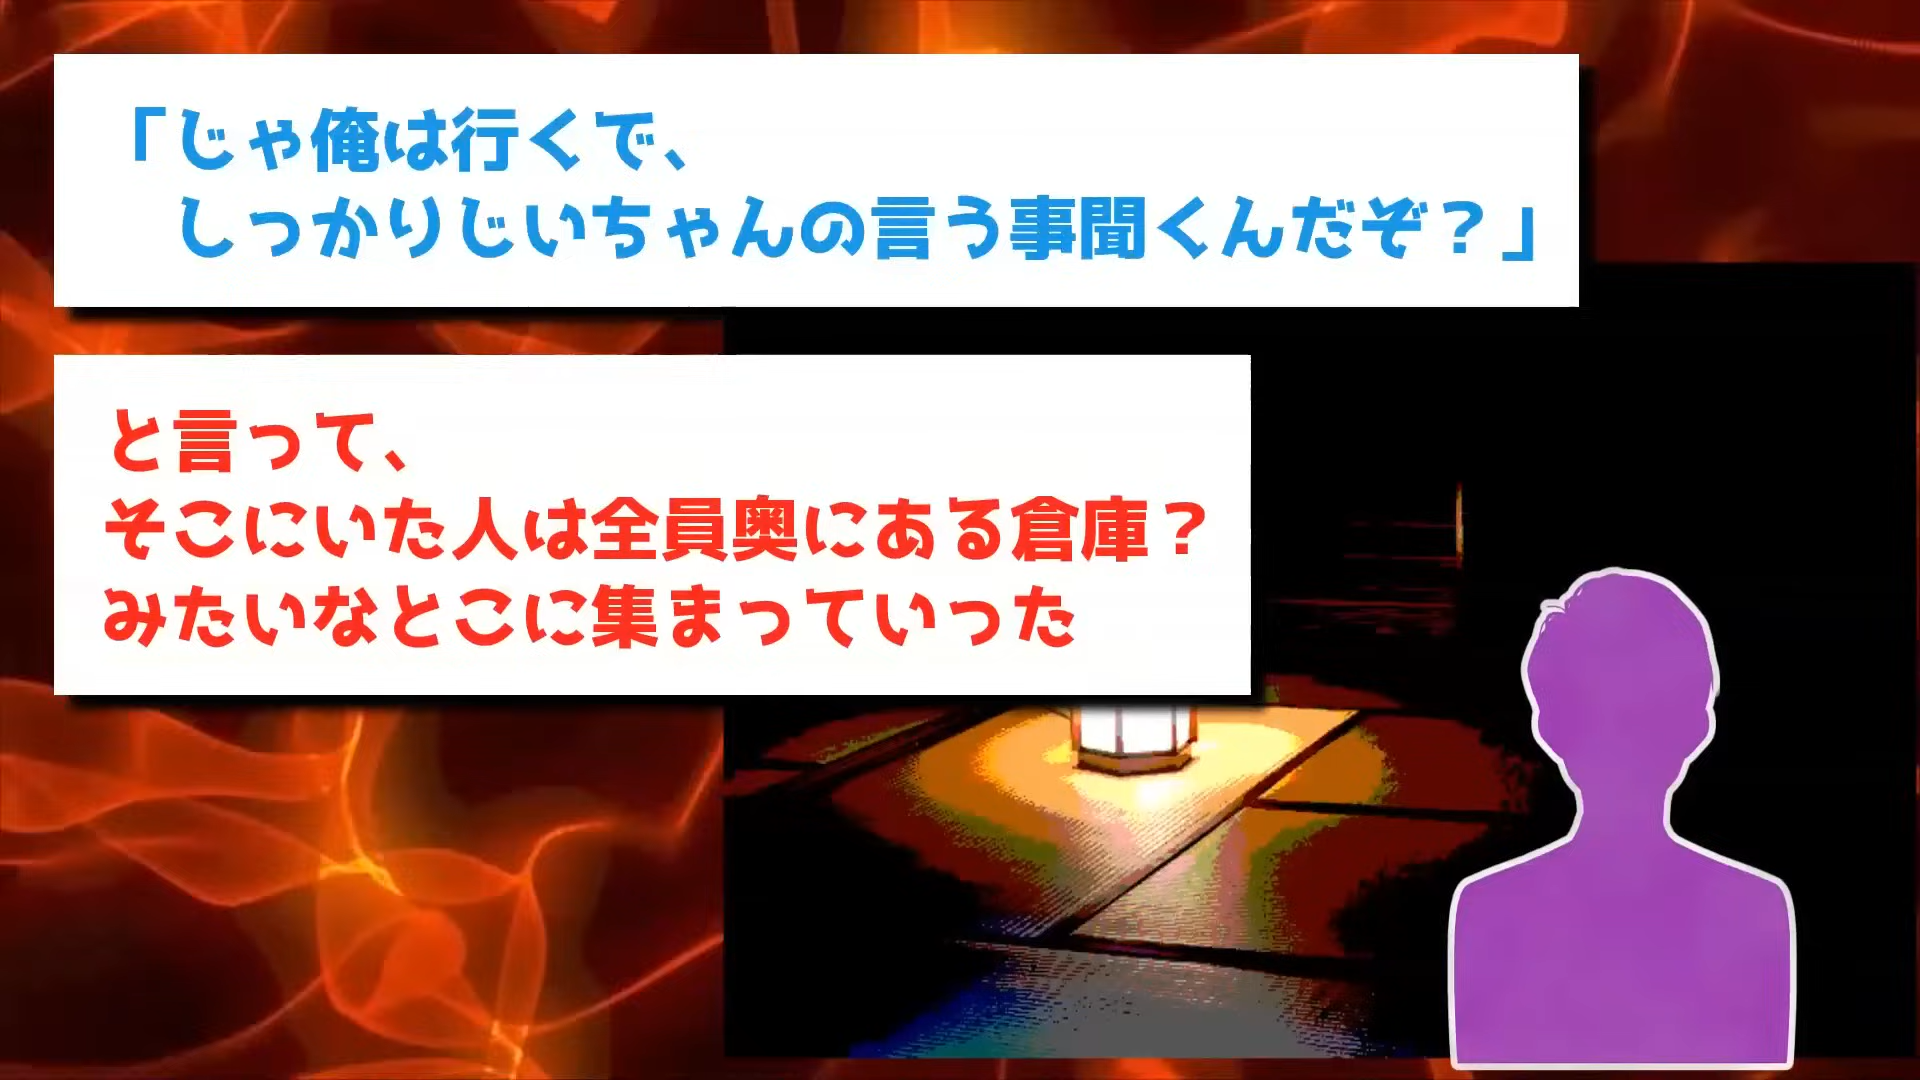 「じゃ俺は行くで、
しっかりじいちゃんの言う事聞くんだぞ？」
と言って、
そこにいた人は全員奥にある倉庫？
みたいなとこに集まっていった